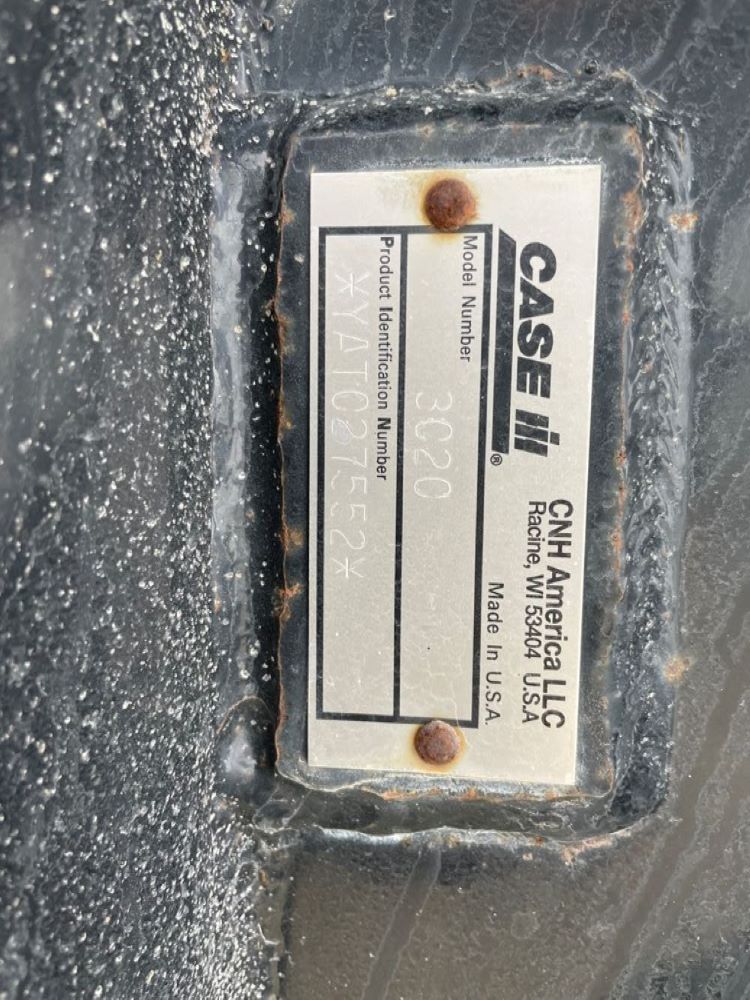 CASE IH®
CNH America LLC
Racine, WI 53404 U.S.A
Made In U.S.A.
Model Number
3020
Product Identification Number
*YAT027552*